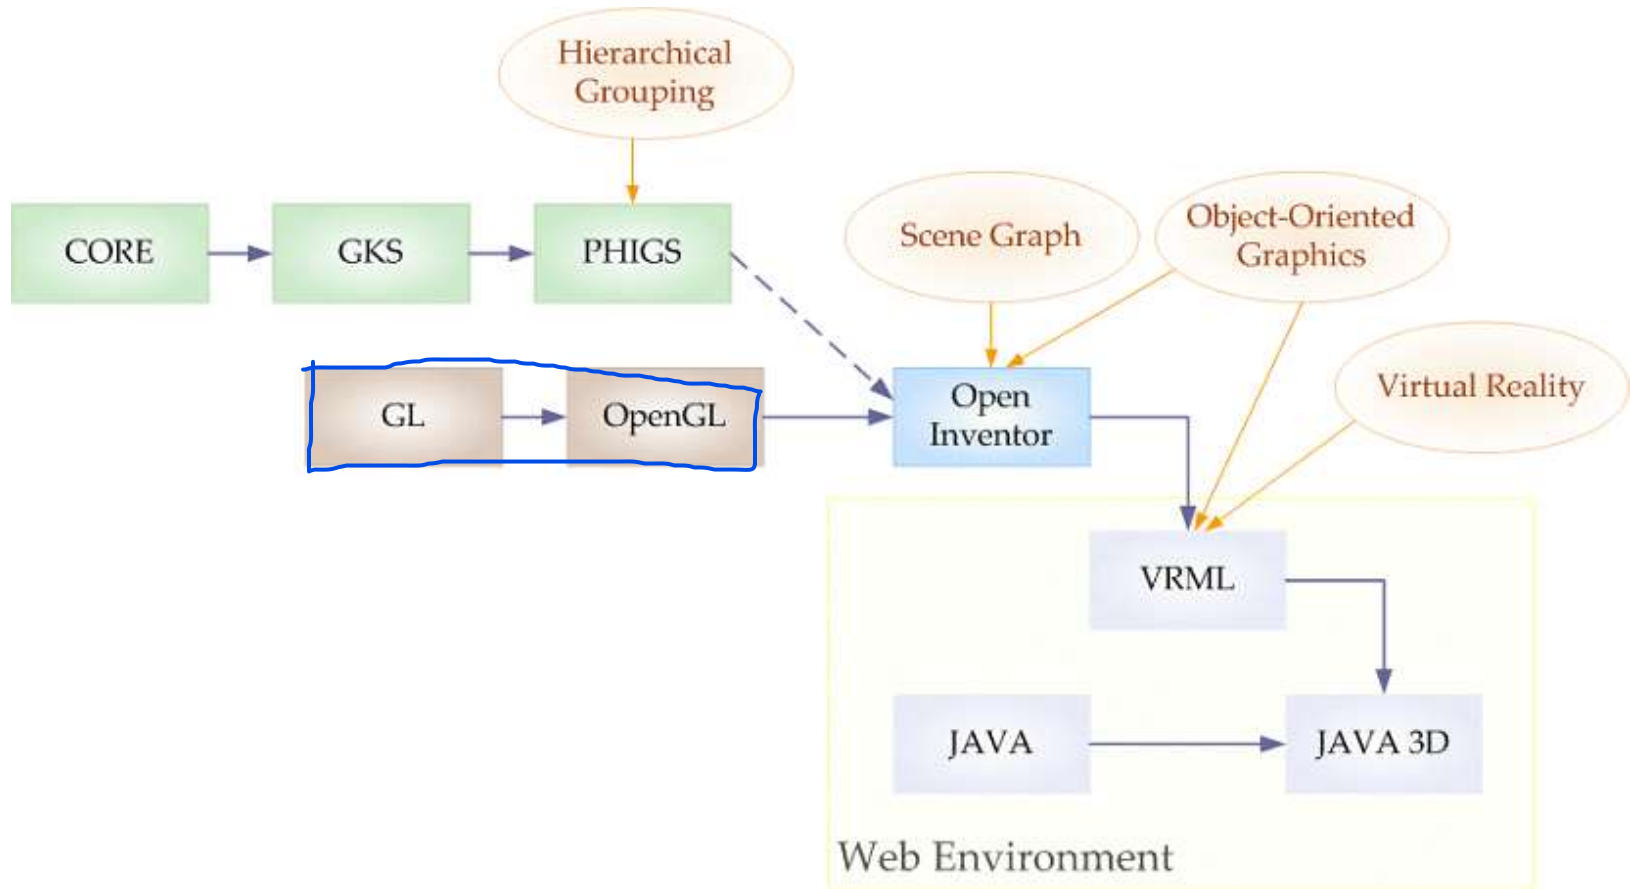 Hierarchical
Grouping
CORE
GKS
PHIGS
Scene Graph
Object-Oriented
Graphics
GL
OpenGL
Open
Inventor
Virtual Reality
VRML
JAVA
JAVA 3D
Web Environment